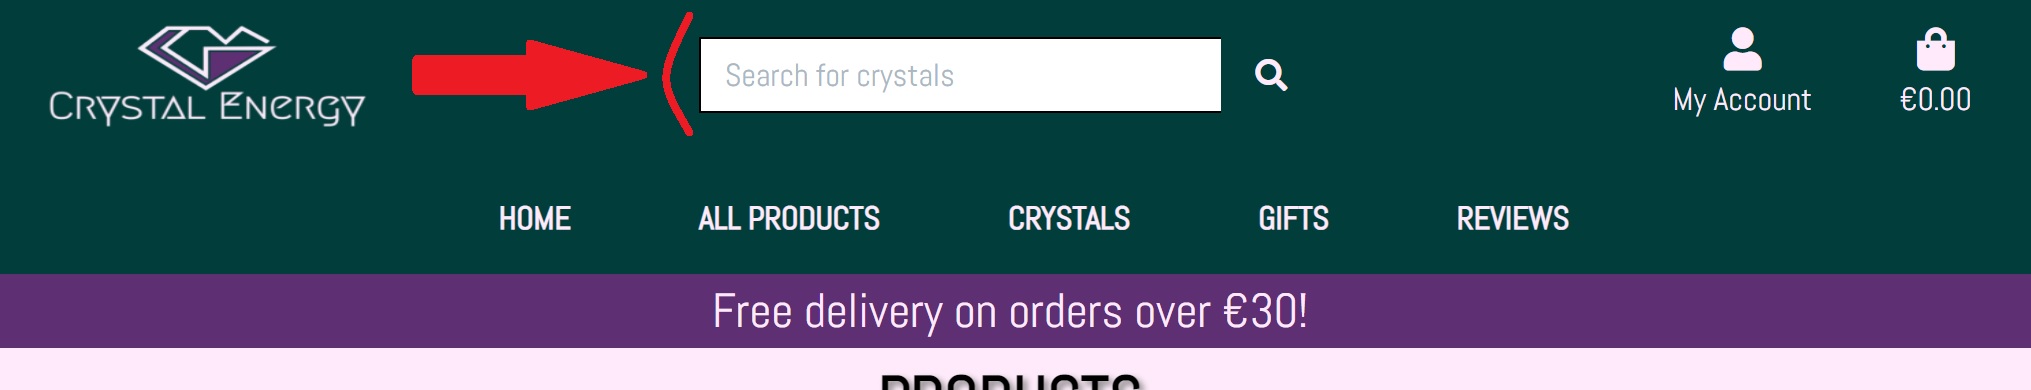 CRYSTAL ENERGY
Search for crystals
My Account
€0.00
HOME
ALL PRODUCTS
CRYSTALS
GIFTS
REVIEWS
Free delivery on orders over €30!
PRODUCTS